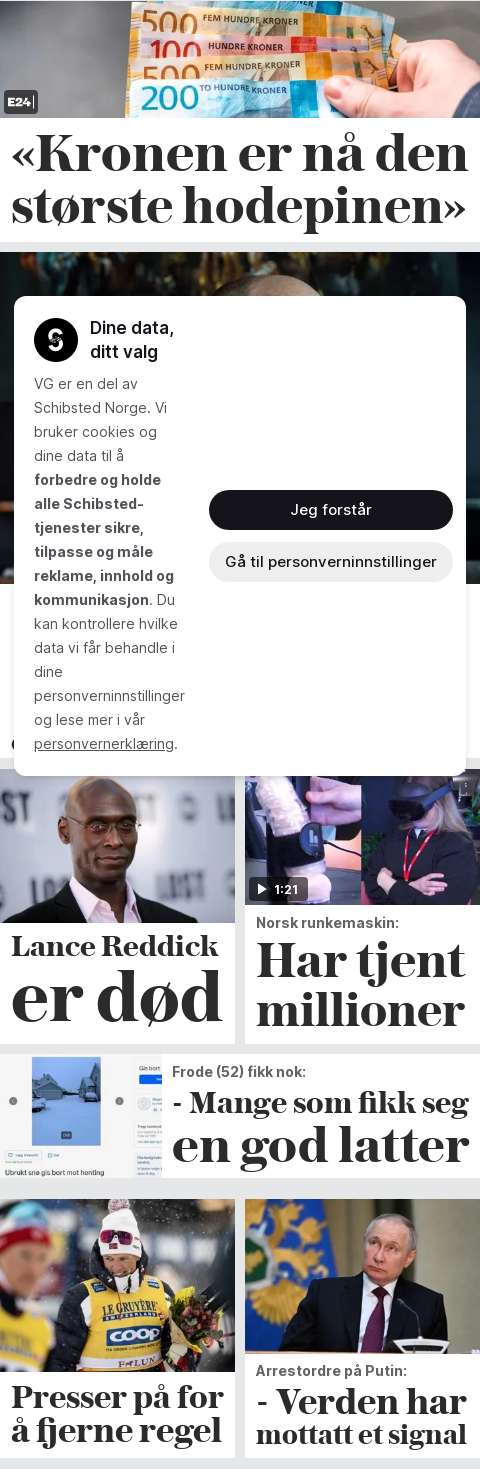 500 FEM HUNDRE KRONER
100 HUNDRE KRONER
500 FEM HUNDRE KRONER
200 TO HUNDRE KRONER
E24
«Kronen er nå den
største hodepinen»
Dine data,
ditt valg
VG er en del av
Schibsted Norge. Vi
bruker cookies og
dine data til å
forbedre og holde
alle Schibsted-
tjenester sikre,
tilpasse og måle
reklame, innhold og
kommunikasjon. Du
kan kontrollere hvilke
data vi får behandle i
dine
personverninnstillinger
og lese mer i vår
personvernerklæring.
Jeg forstår
Gå til personverninnstillinger
LOST
LOST
Lance Reddick
er død
1:21
Norsk runkemaskin:
Har tjent
millioner
Gis bort
Ubrukt snø gis bort mot henting
Frode (52) fikk nok:
- Mange som fikk seg
en god latter
LE GRUYÈRE
SWITZERLAND
coop
FALUN
Presser på for
å fjerne regel
Arrestordre på Putin:
- Verden har
mottatt et signal